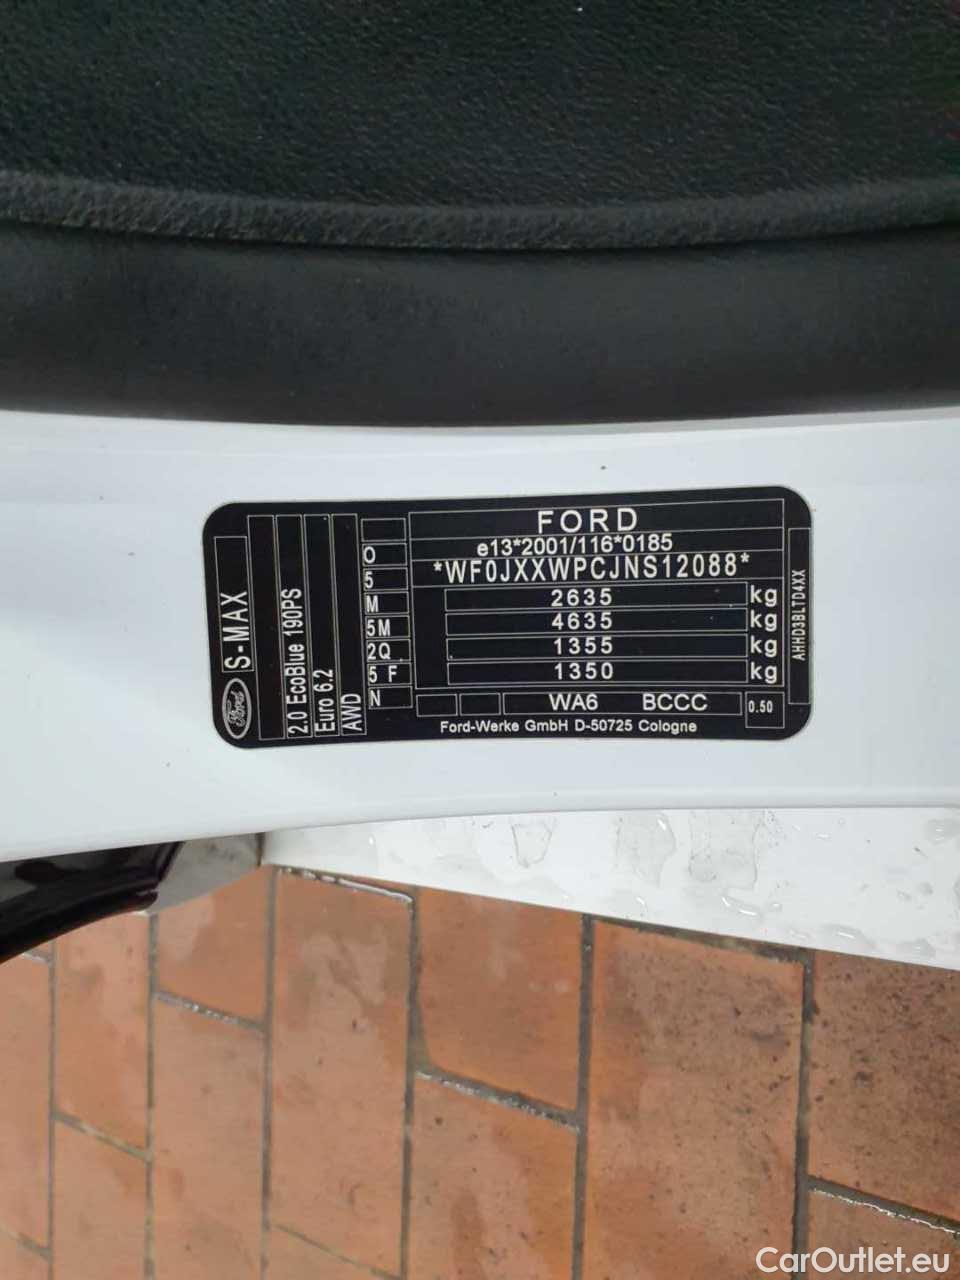 FORD
e13*2001/116*0185
*WF0JXXWPCJNS12088*
2635 kg
4635 kg
1355 kg
1350 kg
WA6 BCCC 0.50
Ford-Werke GmbH D-50725 Cologne
AHHD3BLTD4XX
O
5
M
5M
2Q
5 F
N
Ford S-MAX
2.0 EcoBlue 190PS
Euro 6.2
AWD
CarOutlet.eu